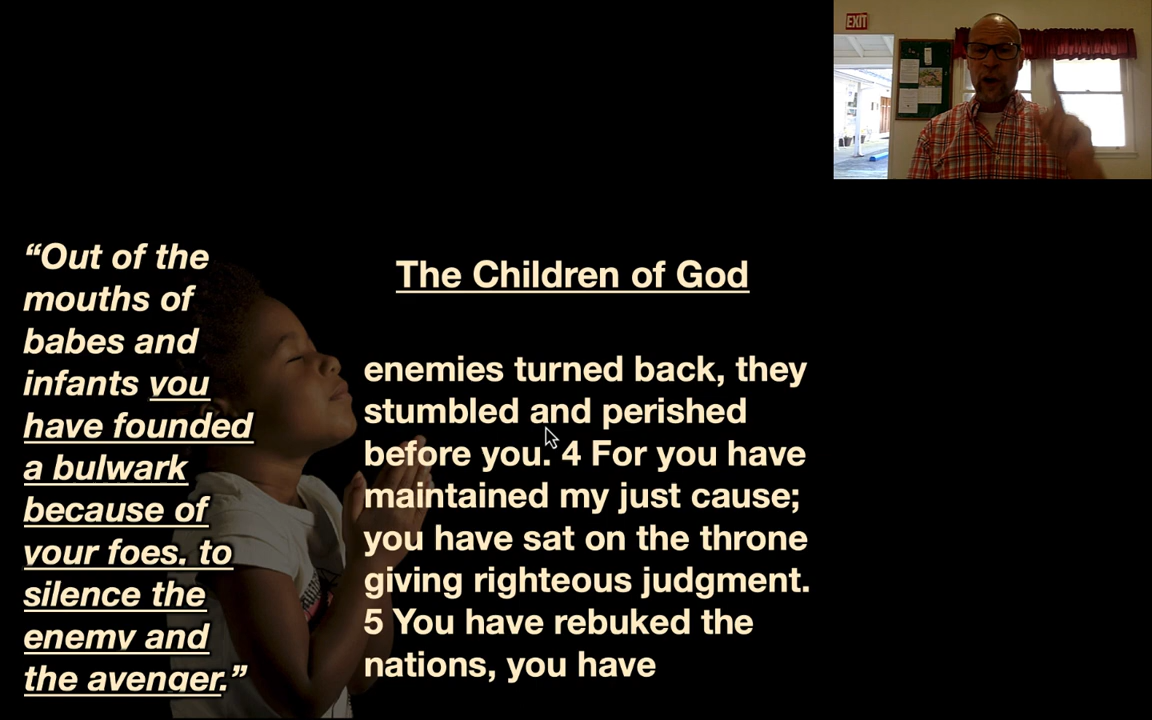 EXIT
“Out of the
mouths of
babes and
infants you
have founded
a bulwark
because of
your foes, to
silence the
enemy and
the avenger.”
The Children of God
enemies turned back, they
stumbled and perished
before you. 4 For you have
maintained my just cause;
you have sat on the throne
giving righteous judgment.
5 You have rebuked the
nations, you have